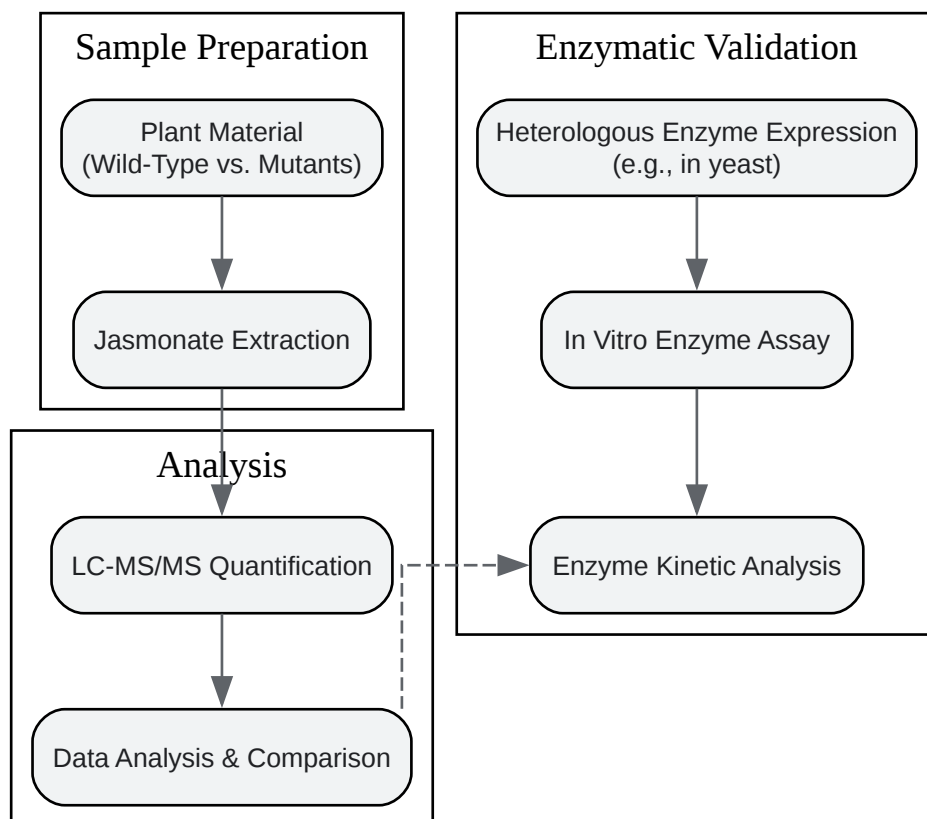 Sample Preparation
Plant Material
(Wild-Type vs. Mutants)
Jasmonate Extraction
Analysis
LC-MS/MS Quantification
Data Analysis & Comparison
Enzymatic Validation
Heterologous Enzyme Expression
(e.g., in yeast)
In Vitro Enzyme Assay
Enzyme Kinetic Analysis